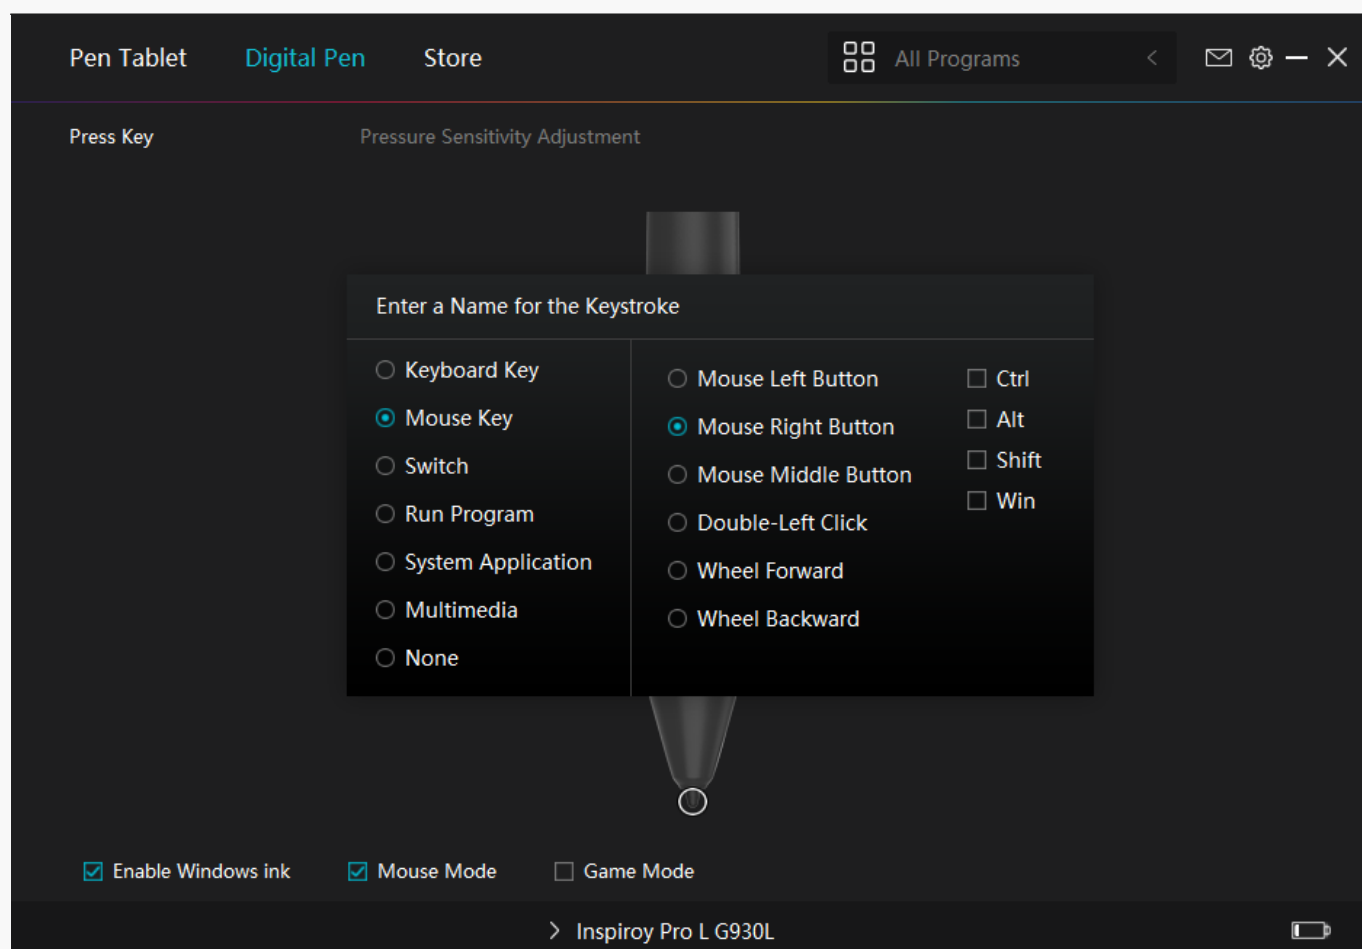 Pen Tablet Digital Pen Store All Programs
Press Key Pressure Sensitivity Adjustment
Enter a Name for the Keystroke
Keyboard Key
Mouse Key
Switch
Run Program
System Application
Multimedia
None
Mouse Left Button
Mouse Right Button
Mouse Middle Button
Double-Left Click
Wheel Forward
Wheel Backward
Ctrl
Alt
Shift
Win
Enable Windows ink Mouse Mode Game Mode
Inspiroy Pro L G930L